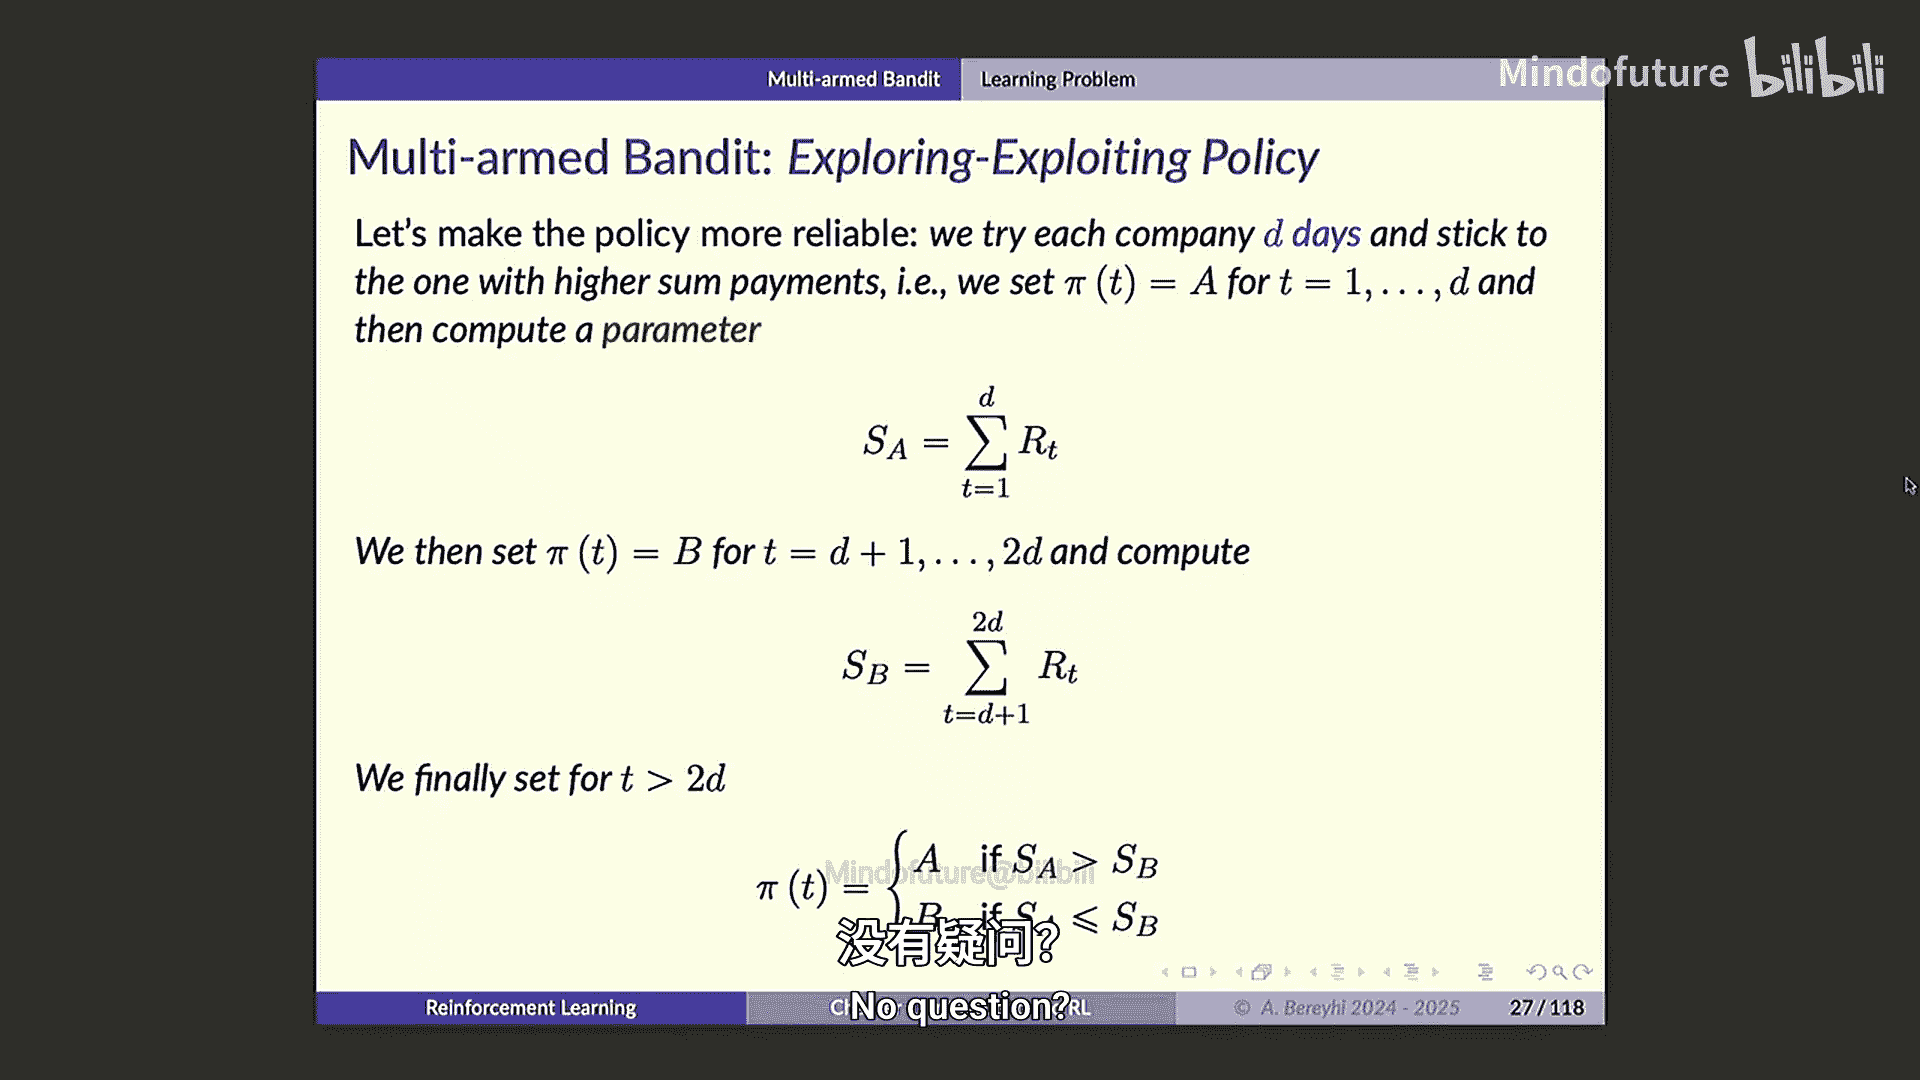 Mindofuture bilibili
Multi-armed Bandit Learning Problem
Multi-armed Bandit: Exploring-Exploiting Policy
Let's make the policy more reliable: we try each company d days and stick to
the one with higher sum payments, i.e., we set π (t) = A for t = 1, . . . , d and
then compute a parameter
S_A = \sum_{t=1}^{d} R_t
We then set π (t) = B for t = d + 1, . . . , 2d and compute
S_B = \sum_{t=d+1}^{2d} R_t
We finally set for t > 2d
π (t) = { A if S_A > S_B
B if S_A ⩽ S_B
Mindofuture@bilibili
没有疑问?
No question?
Reinforcement Learning RL © A. Bereyhi 2024 - 2025 27 / 118